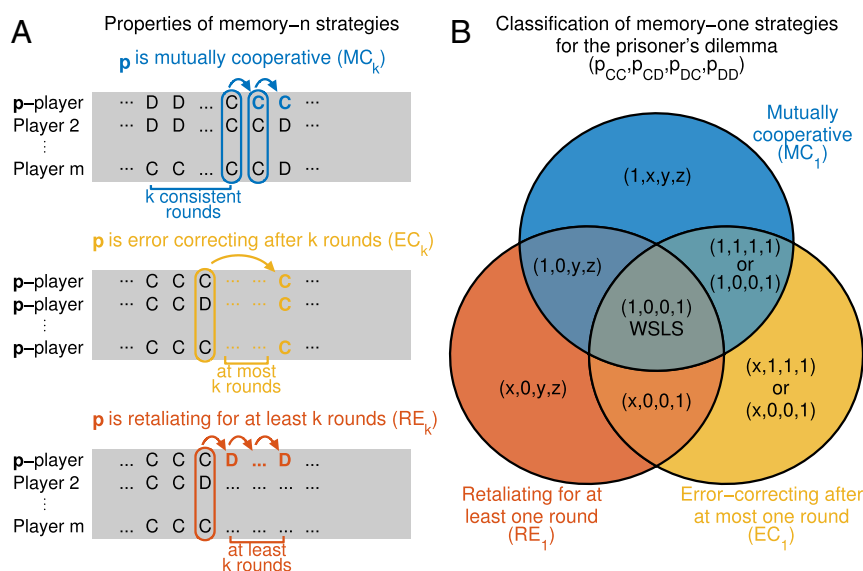 A
Properties of memory−n strategies
p is mutually cooperative (MCk)
p−player ... D D ... C C C ...
Player 2 ... D D ... C C D ...
⋮
Player m ... C C ... C C D ...
k consistent
rounds
p is error correcting after k rounds (ECk)
p−player ... C C C ... ... C ...
p−player ... C C D ... ... C ...
⋮
p−player ... C C C ... ... C ...
at most
k rounds
p is retaliating for at least k rounds (REk)
p−player ... C C C D ... D ...
Player 2 ... C C D ... ... ... ...
⋮
Player m ... C C C ... ... ... ...
at least
k rounds
B
Classification of memory−one strategies
for the prisoner's dilemma
(pCC,pCD,pDC,pDD)
Mutually
cooperative
(MC1)
(1,x,y,z)
(1,0,y,z)
(1,1,1,1)
or
(1,0,0,1)
(1,0,0,1)
WSLS
(x,0,y,z)
(x,0,0,1)
(x,1,1,1)
or
(x,0,0,1)
Retaliating for at
least one round
(RE1)
Error−correcting after
at most one round
(EC1)